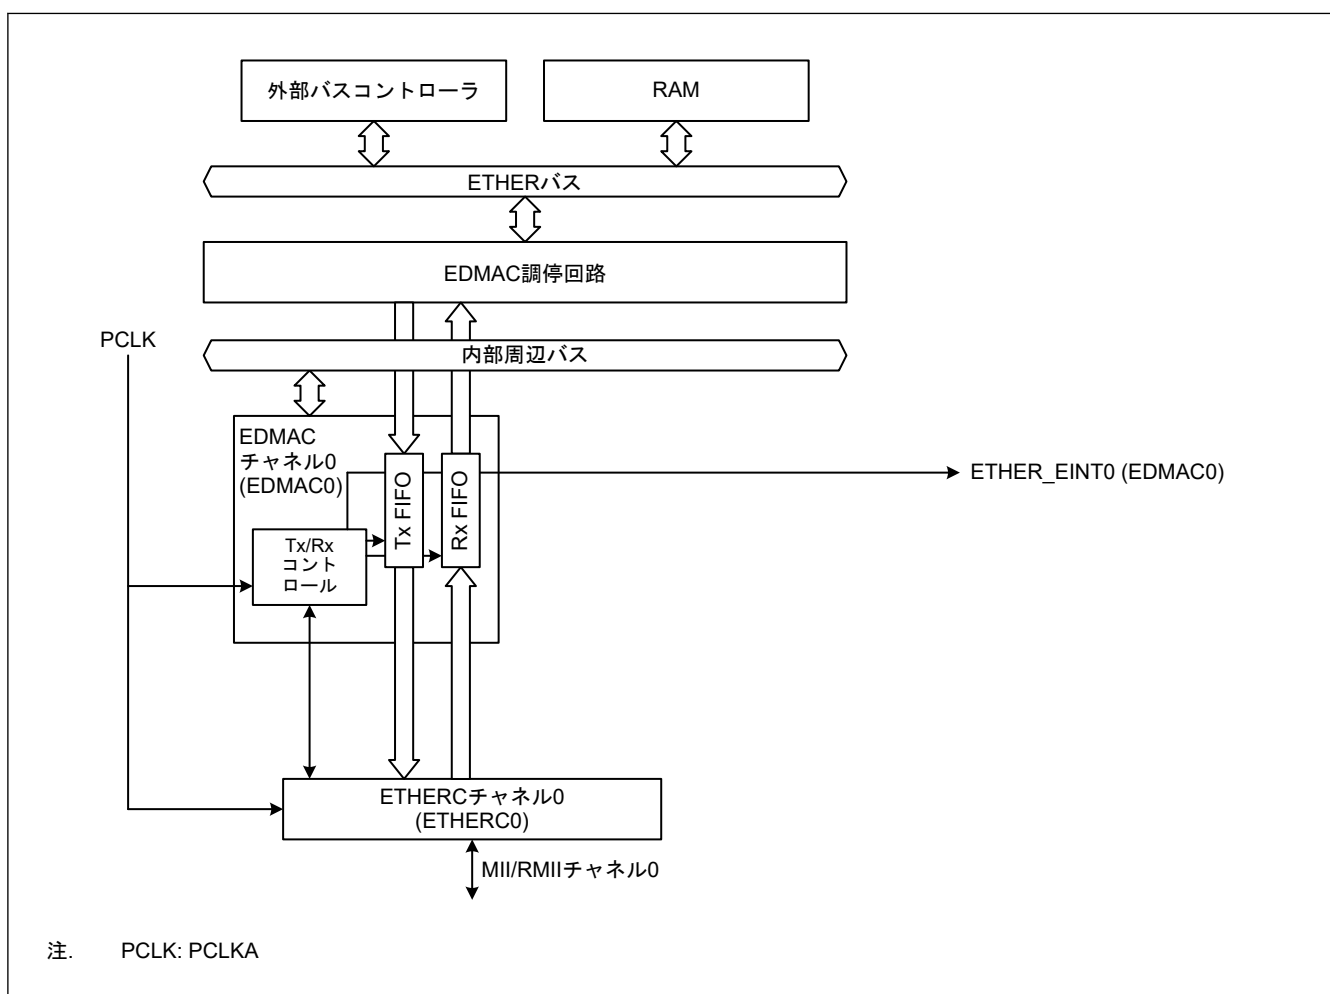 外部バスコントローラ
RAM
ETHERバス
EDMAC調停回路
PCLK
内部周辺バス
EDMAC
チャネル0
(EDMAC0)
Tx FIFO
Rx FIFO
ETHER_EINT0 (EDMAC0)
Tx/Rx
コント
ロール
ETHERCチャネル0
(ETHERC0)
MII/RMIIチャネル0
注. PCLK: PCLKA